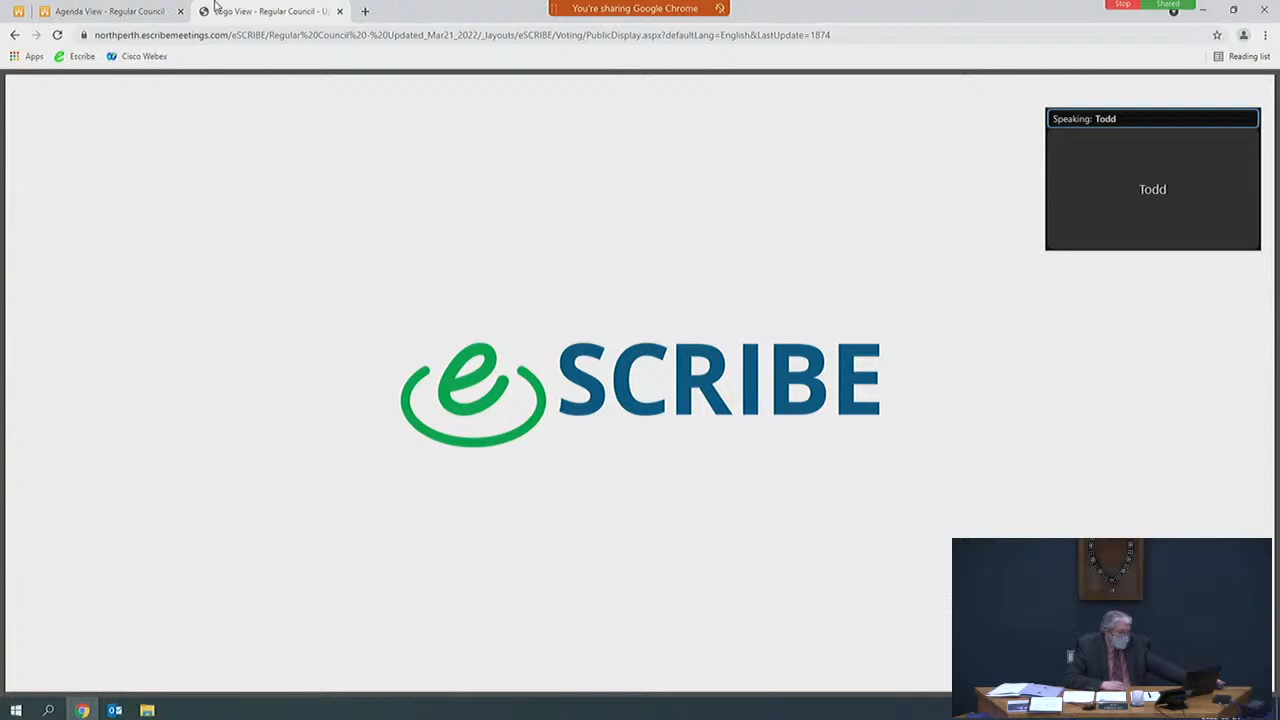 Agenda View - Regular Council
ogo View - Regular Council - U
You're sharing Google Chrome
Stop
Shared
northperth.escribemeetings.com/eSCRIBE/Regular%20Council%20-%20Updated_Mar21_2022/_layouts/eSCRIBE/Voting/PublicDisplay.aspx?defaultLang=English&LastUpdate=1874
Apps
Escribe
Cisco Webex
Reading list
Speaking: Todd
Todd
eSCRIBE